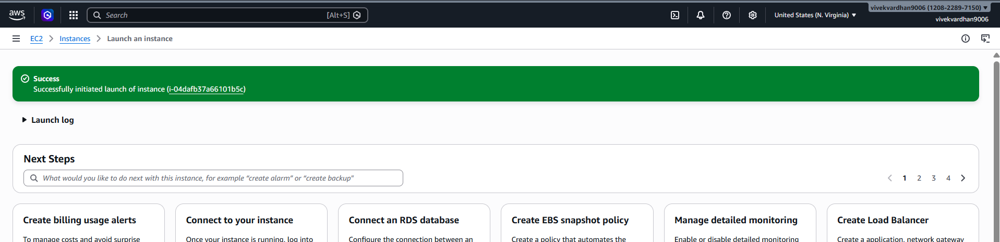 aws
Search [Alt+S]
United States (N. Virginia)
vivekvardhan9006 (1208-2289-7150)
vivekvardhan9006
EC2 Instances Launch an instance
Success
Successfully initiated launch of instance (i-04dafb37a66101b5c)
Launch log
Next Steps
What would you like to do next with this instance, for example “create alarm” or “create backup"
1 2 3 4
Create billing usage alerts
To manage costs and avoid surprise
Connect to your instance
Once your instance is running, log into
Connect an RDS database
Configure the connection between an
Create EBS snapshot policy
Create a policy that automates the
Manage detailed monitoring
Enable or disable detailed monitoring
Create Load Balancer
Create a application, network gateway